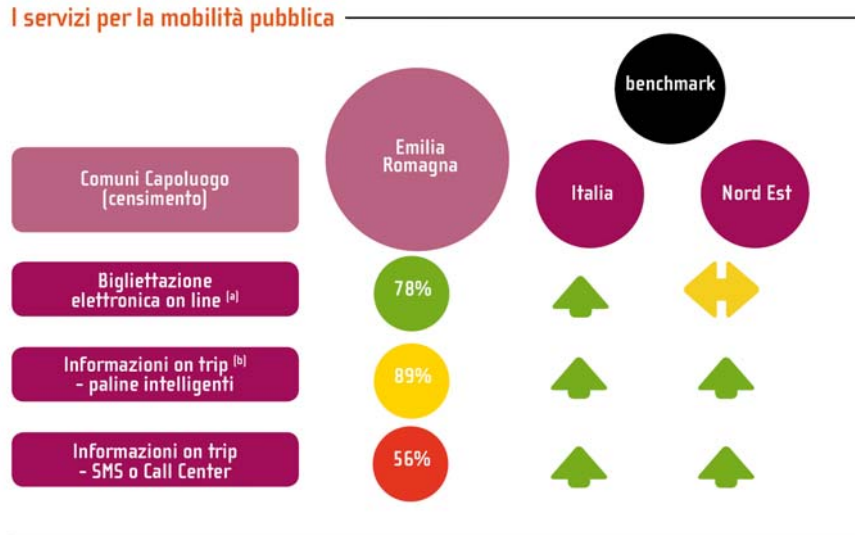 I servizi per la mobilità pubblica
benchmark
Emilia
Romagna
Comuni Capoluogo
(censimento)
Italia
Nord Est
Bigliettazione
elettronica on line (a)
78%
Informazioni on trip (b)
- paline intelligenti
89%
Informazioni on trip
- SMS o Call Center
56%